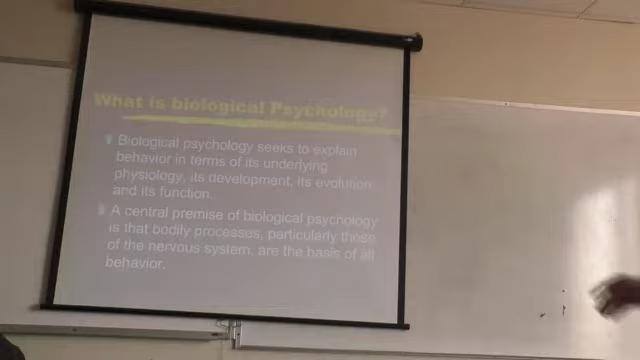 What is biological Psychology?
Biological psychology seeks to explain
behavior in terms of its underlying
physiology, its development, its evolution
and its function.
A central premise of biological psychology
is that bodily processes, particularly those
of the nervous system, are the basis of all
behavior.